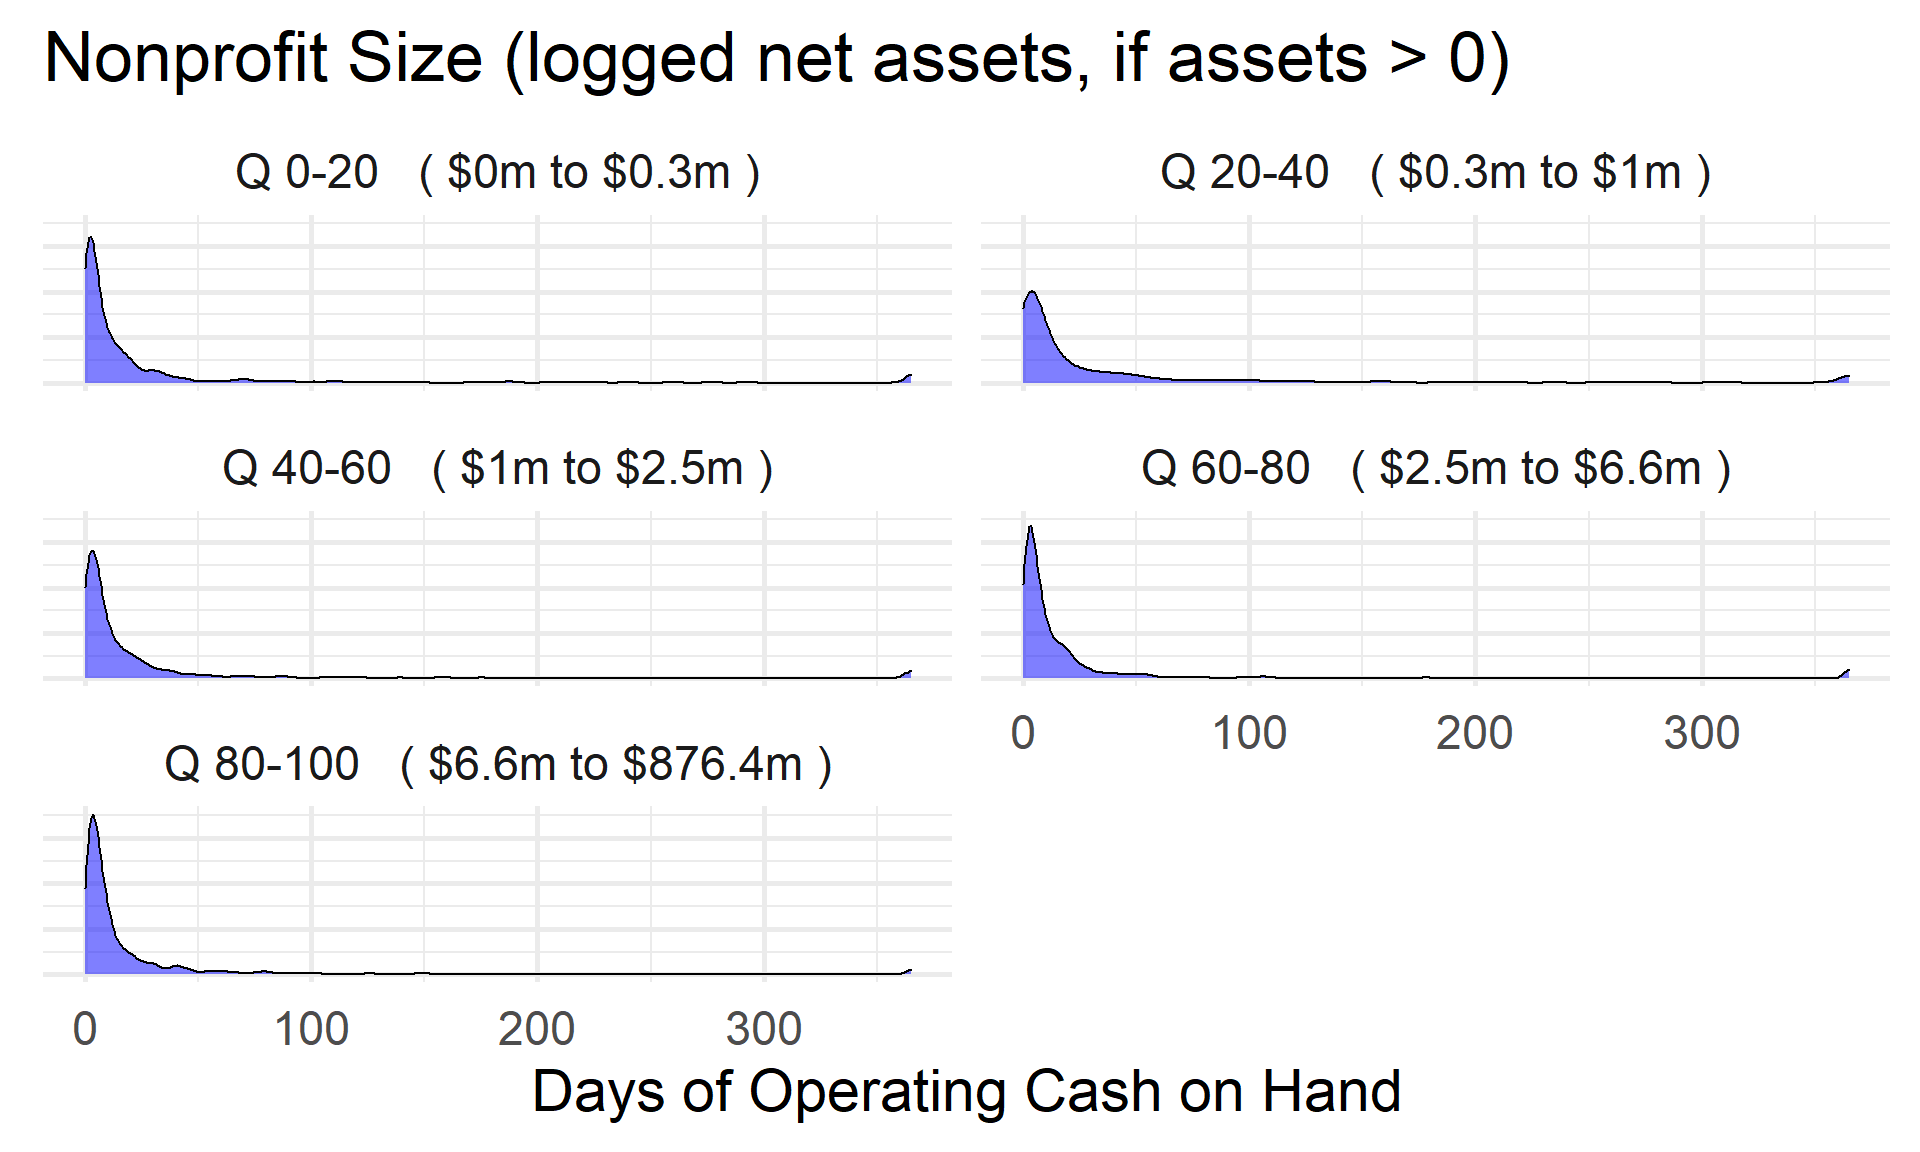 Nonprofit Size (logged net assets, if assets > 0)
Q 0-20 ( $0m to $0.3m )
Q 20-40 ( $0.3m to $1m )
Q 40-60 ( $1m to $2.5m )
Q 60-80 ( $2.5m to $6.6m )
0 100 200 300
Q 80-100 ( $6.6m to $876.4m )
0 100 200 300
Days of Operating Cash on Hand